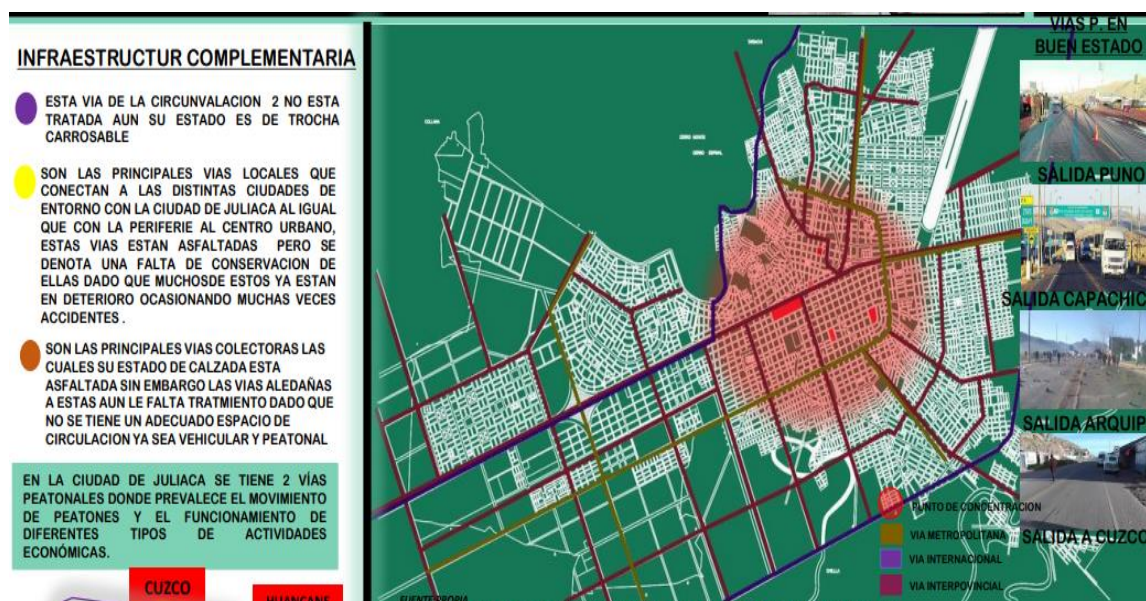 INFRAESTRUCTUR COMPLEMENTARIA
ESTA VIA DE LA CIRCUNVALACION 2 NO ESTA
TRATADA AUN SU ESTADO ES DE TROCHA
CARROSABLE
SON LAS PRINCIPALES VIAS LOCALES QUE
CONECTAN A LAS DISTINTAS CIUDADES DE
ENTORNO CON LA CIUDAD DE JULIACA AL IGUAL
QUE CON LA PERIFERIE AL CENTRO URBANO,
ESTAS VIAS ESTAN ASFALTADAS PERO SE
DENOTA UNA FALTA DE CONSERVACION DE
ELLAS DADO QUE MUCHOSDE ESTOS YA ESTAN
EN DETERIORO OCASIONANDO MUCHAS VECES
ACCIDENTES .
SON LAS PRINCIPALES VIAS COLECTORAS LAS
CUALES SU ESTADO DE CALZADA ESTA
ASFALTADA SIN EMBARGO LAS VIAS ALEDAÑAS
A ESTAS AUN LE FALTA TRATMIENTO DADO QUE
NO SE TIENE UN ADECUADO ESPACIO DE
CIRCULACION YA SEA VEHICULAR Y PEATONAL
EN LA CIUDAD DE JULIACA SE TIENE 2 VÍAS
PEATONALES DONDE PREVALECE EL MOVIMIENTO
DE PEATONES Y EL FUNCIONAMIENTO DE
DIFERENTES TIPOS DE ACTIVIDADES
ECONÓMICAS.
CUZCO
HUANCANE
PUNTO DE CONCENTRACION
VIA METROPOLITANA
VIA INTERNACIONAL
VIA INTERPOVINCIAL
FUENTE:PROPIA
VIAS P. EN
BUEN ESTADO
SALIDA PUNO
SALIDA CAPACHIC
SALIDA ARQUIP
SALIDA A CUZCO